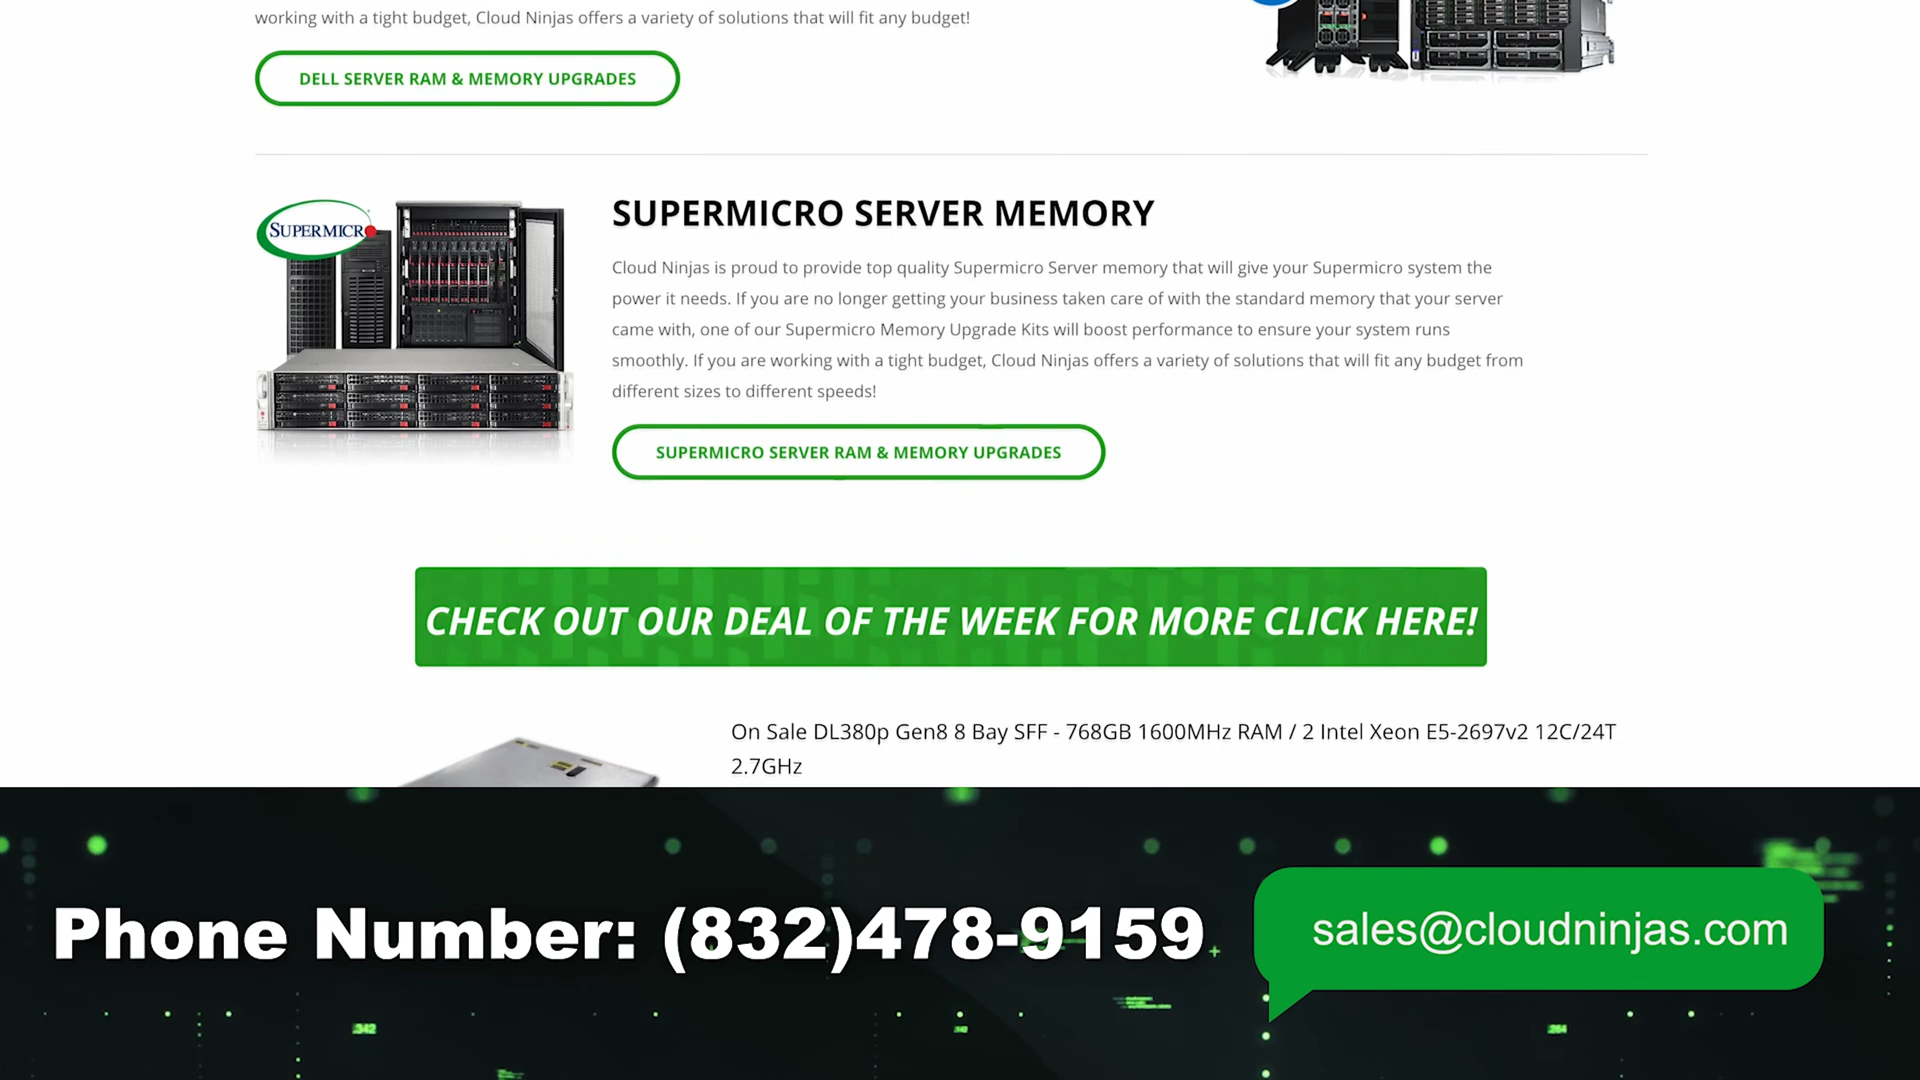 working with a tight budget, Cloud Ninjas offers a variety of solutions that will fit any budget!
DELL SERVER RAM & MEMORY UPGRADES
SUPERMICRO
SUPERMICRO SERVER MEMORY
Cloud Ninjas is proud to provide top quality Supermicro Server memory that will give your Supermicro system the
power it needs. If you are no longer getting your business taken care of with the standard memory that your server
came with, one of our Supermicro Memory Upgrade Kits will boost performance to ensure your system runs
smoothly. If you are working with a tight budget, Cloud Ninjas offers a variety of solutions that will fit any budget from
different sizes to different speeds!
SUPERMICRO SERVER RAM & MEMORY UPGRADES
CHECK OUT OUR DEAL OF THE WEEK FOR MORE CLICK HERE!
On Sale DL380p Gen8 8 Bay SFF - 768GB 1600MHz RAM / 2 Intel Xeon E5-2697v2 12C/24T
2.7GHz
Phone Number: (832)478-9159
sales@cloudninjas.com
.342
.264